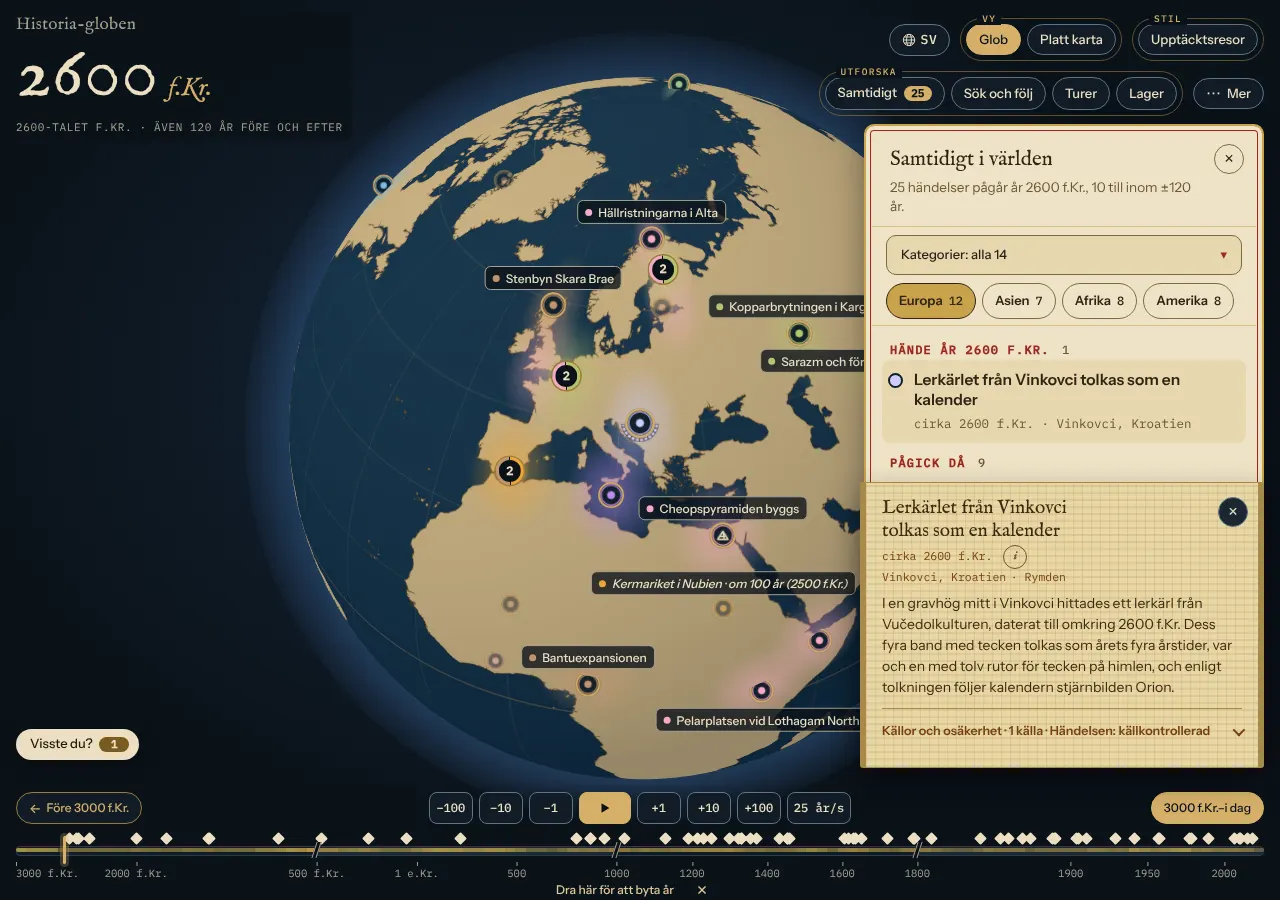 Historia-globen
2600 f.Kr.
2600-TALET F.KR. · ÄVEN 120 ÅR FÖRE OCH EFTER
SV
VY
Glob
Platt karta
STIL
Upptäcktsresor
UTFORSKA
Samtidigt 25
Sök och följ
Turer
Lager
··· Mer
Samtidigt i världen
×
25 händelser pågår år 2600 f.Kr., 10 till inom ±120
år.
Kategorier: alla 14
Europa 12
Asien 7
Afrika 8
Amerika 8
HÄNDE ÅR 2600 F.KR. 1
Lerkärlet från Vinkovci tolkas som en
kalender
cirka 2600 f.Kr. · Vinkovci, Kroatien
PÅGICK DÅ 9
Lerkärlet från Vinkovci
tolkas som en kalender
×
cirka 2600 f.Kr. i
Vinkovci, Kroatien · Rymden
I en gravhög mitt i Vinkovci hittades ett lerkärl från
Vučedolkulturen, daterat till omkring 2600 f.Kr. Dess
fyra band med tecken tolkas som årets fyra årstider, var
och en med tolv rutor för tecken på himlen, och enligt
tolkningen följer kalendern stjärnbilden Orion.
Källor och osäkerhet · 1 källa · Händelsen: källkontrollerad
Hällristningarna i Alta
2
Stenbyn Skara Brae
Kopparbrytningen i Karg
Sarazm och för
2
2
Cheopspyramiden byggs
Kermariket i Nubien · om 100 år (2500 f.Kr.)
Bantuexpansionen
Pelarplatsen vid Lothagam North
Visste du? 1
← Före 3000 f.Kr.
−100
−10
−1
+1
+10
+100
25 år/s
3000 f.Kr.–i dag
3000 f.Kr.
2000 f.Kr.
500 f.Kr.
1 e.Kr.
500
1000
1200
1400
1600
1800
1900
1950
2000
Dra här för att byta år ×